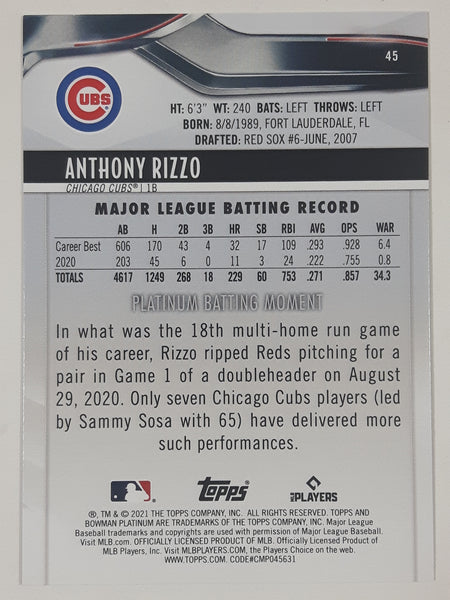 45
CUBS
HT: 6'3" WT: 240 BATS: LEFT THROWS: LEFT
BORN: 8/8/1989, FORT LAUDERDALE, FL
DRAFTED: RED SOX #6-JUNE, 2007
ANTHONY RIZZO
CHICAGO CUBS® | 1B
MAJOR LEAGUE BATTING RECORD
AB H 2B 3B HR SB RBI AVG OPS WAR
Career Best 606 170 43 4 32 17 109 .293 .928 6.4
2020 203 45 6 0 11 3 24 .222 .755 0.8
TOTALS 4617 1249 268 18 229 60 753 .271 .857 34.3
PLATINUM BATTING MOMENT
In what was the 18th multi-home run game
of his career, Rizzo ripped Reds pitching for a
pair in Game 1 of a doubleheader on August
29, 2020. Only seven Chicago Cubs players (led
by Sammy Sosa with 65) have delivered more
such performances.
topps
MLB PLAYERS
®, TM & © 2021 THE TOPPS COMPANY, INC. ALL RIGHTS RESERVED. TOPPS AND
BOWMAN PLATINUM ARE TRADEMARKS OF THE TOPPS COMPANY, INC. Major League
Baseball trademarks and copyrights are used with permission of Major League Baseball.
Visit MLB.com. OFFICIALLY LICENSED PRODUCT OF MLB. OFFICIALLY LICENSED PRODUCT OF
MLB Players, Inc. Visit MLBPLAYERS.COM, the Players Choice on the web.
WWW.TOPPS.COM. CODE#CMP045631